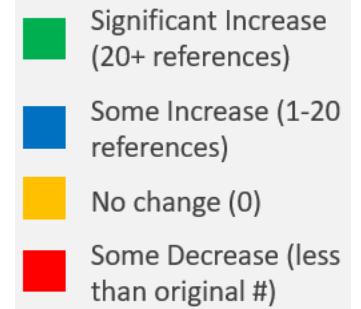 Significant Increase
(20+ references)
Some Increase (1-20
references)
No change (0)
Some Decrease (less
than original #)